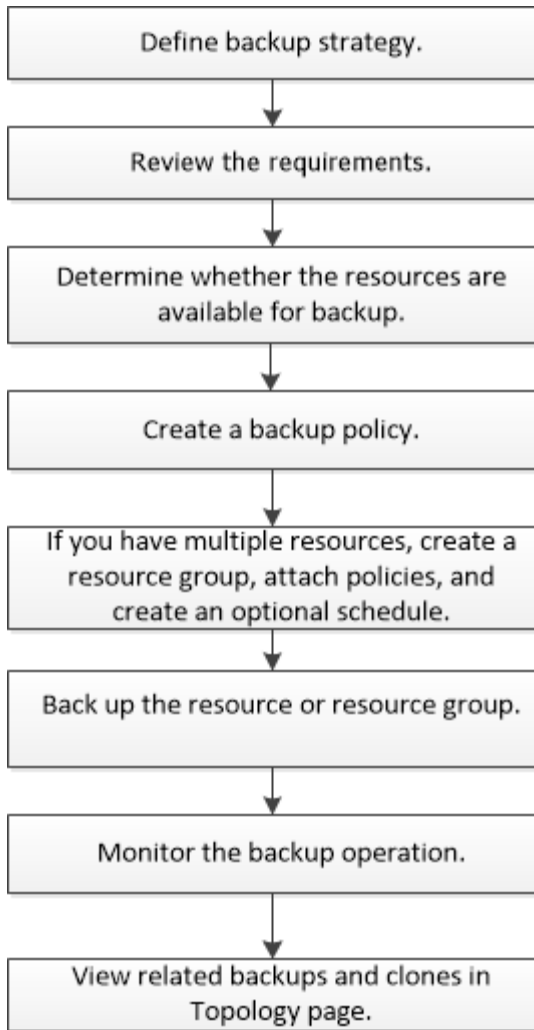 Define backup strategy.
Review the requirements.
Determine whether the resources are
available for backup.
Create a backup policy.
If you have multiple resources, create a
resource group, attach policies, and
create an optional schedule.
Back up the resource or resource group.
Monitor the backup operation.
View related backups and clones in
Topology page.